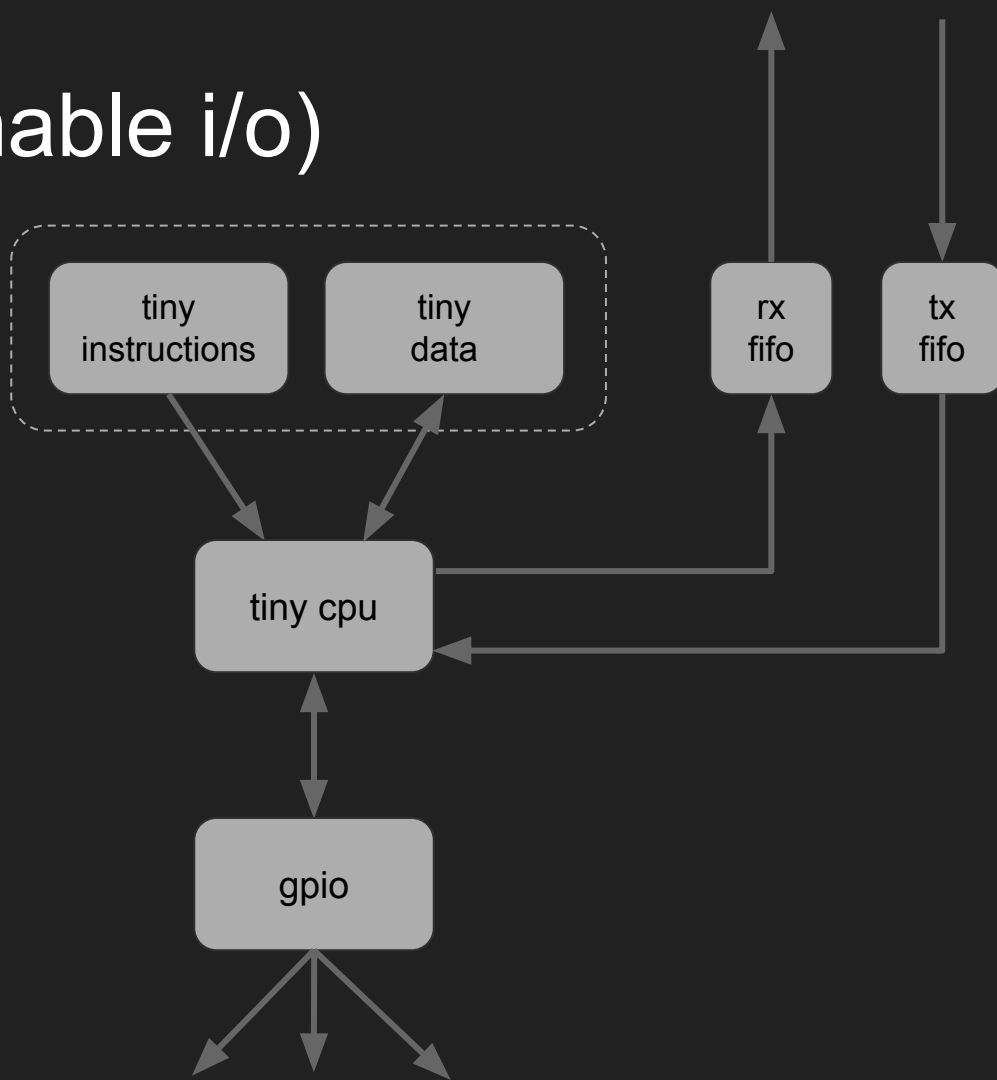 able i/o)
tiny
instructions
tiny
data
rx
fifo
tx
fifo
tiny cpu
gpio